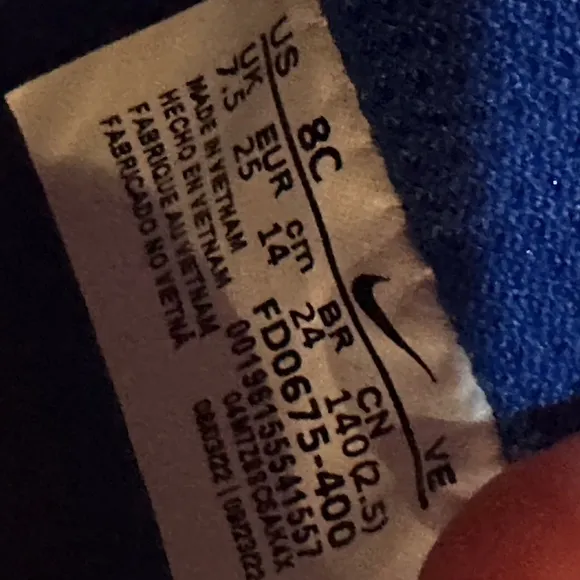 US 8C VE
UK EUR cm BR CN
7.5 25 14 24 140(2.5)
MADE IN VIETNAM FD0675-400
HECHO EN VIETNAM 00196155541557
FABRIQUE AU VIETNAM
FABRICADO NO VIETNÃ